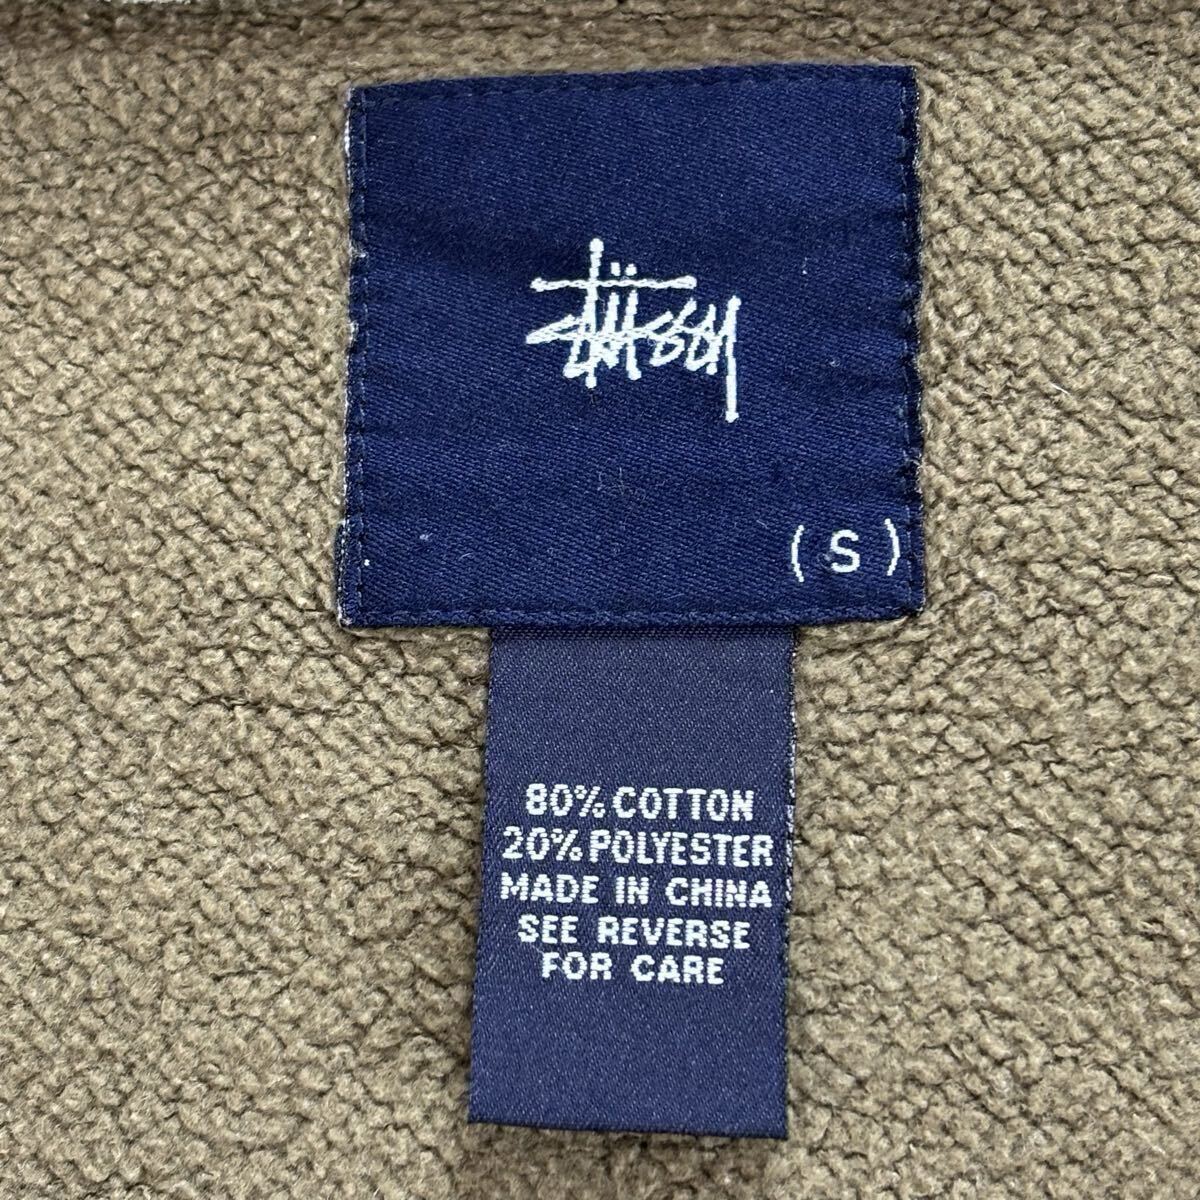 Stüssy
(S)
80% COTTON
20% POLYESTER
MADE IN CHINA
SEE REVERSE
FOR CARE